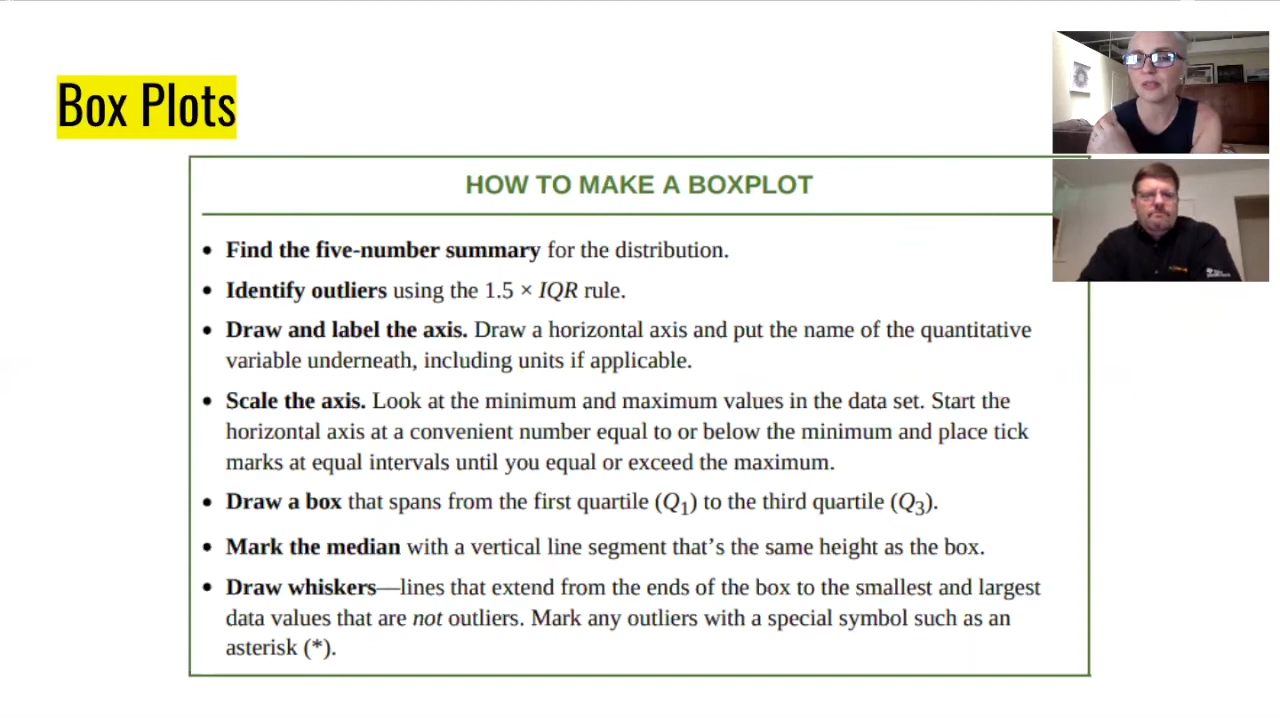 Box Plots
HOW TO MAKE A BOXPLOT
• Find the five-number summary for the distribution.
• Identify outliers using the 1.5 × IQR rule.
• Draw and label the axis. Draw a horizontal axis and put the name of the quantitative
variable underneath, including units if applicable.
• Scale the axis. Look at the minimum and maximum values in the data set. Start the
horizontal axis at a convenient number equal to or below the minimum and place tick
marks at equal intervals until you equal or exceed the maximum.
• Draw a box that spans from the first quartile (Q1) to the third quartile (Q3).
• Mark the median with a vertical line segment that’s the same height as the box.
• Draw whiskers—lines that extend from the ends of the box to the smallest and largest
data values that are not outliers. Mark any outliers with a special symbol such as an
asterisk (*).